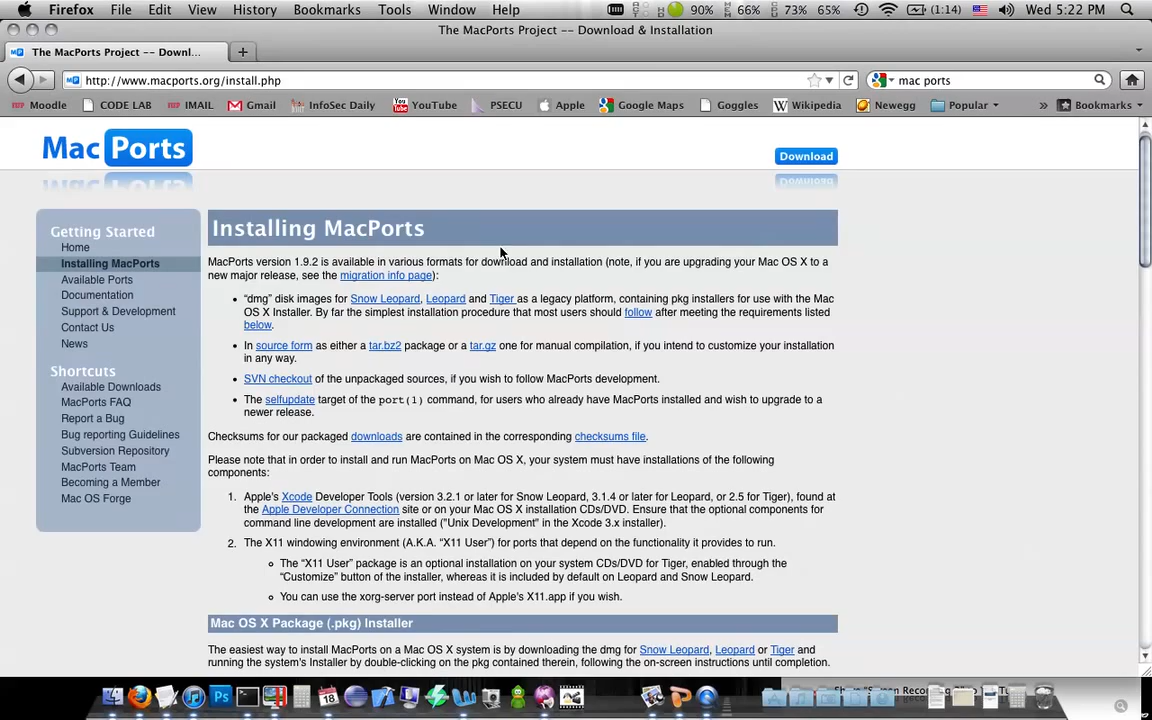 Firefox File Edit View History Bookmarks Tools Window Help 90% 66% 73% 65% (1:14) Wed 5:22 PM
The MacPorts Project -- Download & Installation
The MacPorts Project -- Downl...
http://www.macports.org/install.php mac ports
Moodle CODE LAB IMAIL Gmail InfoSec Daily YouTube PSECU Apple Google Maps Goggles Wikipedia Newegg Popular Bookmarks
MacPorts
Download
Getting Started
Home
Installing MacPorts
Available Ports
Documentation
Support & Development
Contact Us
News
Shortcuts
Available Downloads
MacPorts FAQ
Report a Bug
Bug reporting Guidelines
Subversion Repository
MacPorts Team
Becoming a Member
Mac OS Forge
Installing MacPorts
MacPorts version 1.9.2 is available in various formats for download and installation (note, if you are upgrading your Mac OS X to a
new major release, see the migration info page):
• “dmg” disk images for Snow Leopard, Leopard and Tiger as a legacy platform, containing pkg installers for use with the Mac
OS X Installer. By far the simplest installation procedure that most users should follow after meeting the requirements listed
below.
• In source form as either a tar.bz2 package or a tar.gz one for manual compilation, if you intend to customize your installation
in any way.
• SVN checkout of the unpackaged sources, if you wish to follow MacPorts development.
• The selfupdate target of the port(1) command, for users who already have MacPorts installed and wish to upgrade to a
newer release.
Checksums for our packaged downloads are contained in the corresponding checksums file.
Please note that in order to install and run MacPorts on Mac OS X, your system must have installations of the following
components:
1. Apple's Xcode Developer Tools (version 3.2.1 or later for Snow Leopard, 3.1.4 or later for Leopard, or 2.5 for Tiger), found at
the Apple Developer Connection site or on your Mac OS X installation CDs/DVD. Ensure that the optional components for
command line development are installed ("Unix Development" in the Xcode 3.x installer).
2. The X11 windowing environment (A.K.A. “X11 User”) for ports that depend on the functionality it provides to run.
The “X11 User” package is an optional installation on your system CDs/DVD for Tiger, enabled through the
“Customize” button of the installer, whereas it is included by default on Leopard and Snow Leopard.
You can use the xorg-server port instead of Apple's X11.app if you wish.
Mac OS X Package (.pkg) Installer
The easiest way to install MacPorts on a Mac OS X system is by downloading the dmg for Snow Leopard, Leopard or Tiger and
running the system's Installer by double-clicking on the pkg contained therein, following the on-screen instructions until completion.
18